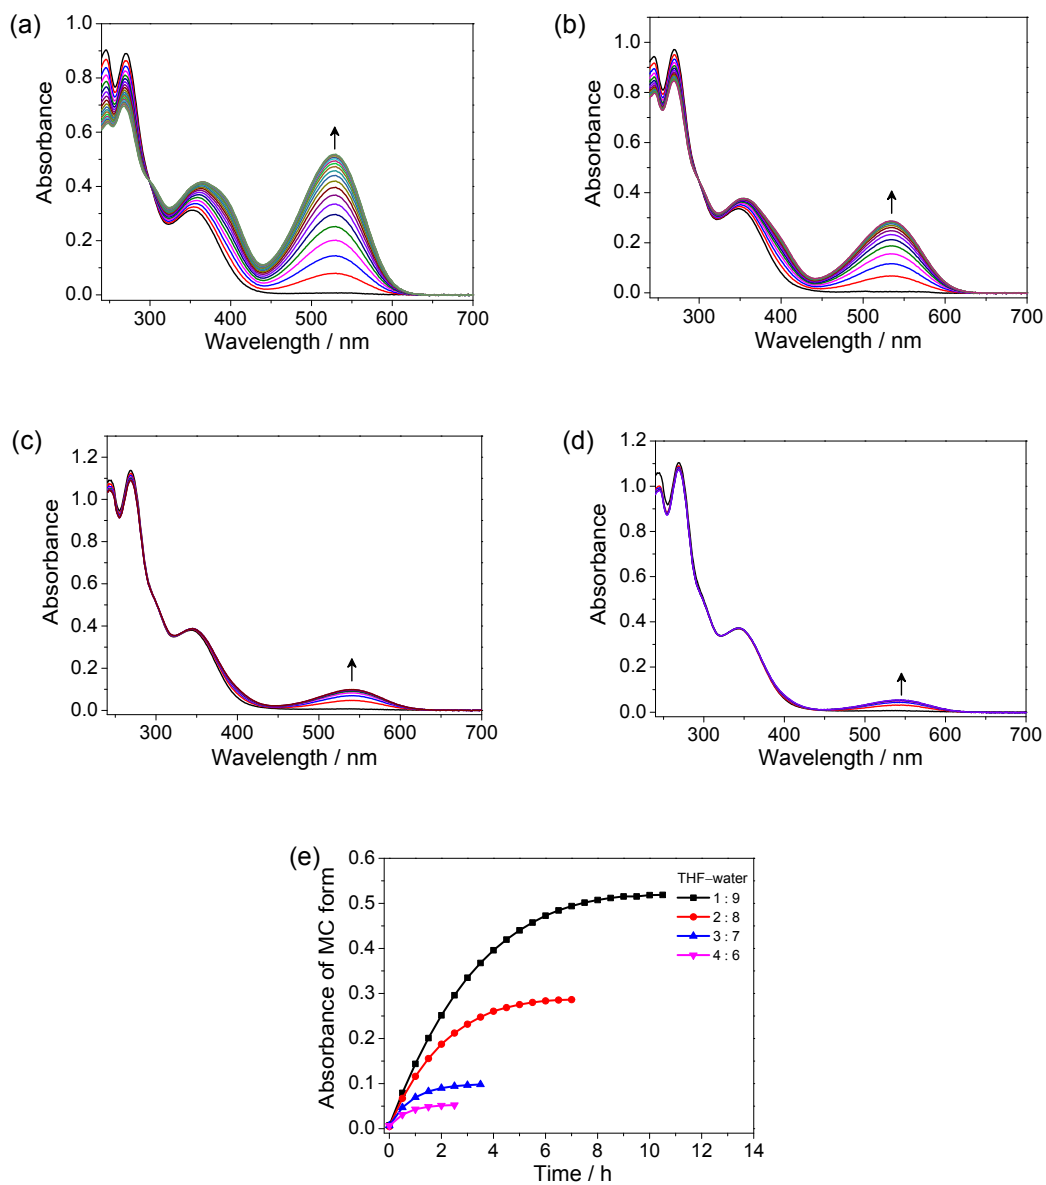 (a)
1.0
0.8
0.6
0.4
0.2
0.0
Absorbance
300 400 500 600 700
Wavelength / nm
(b)
1.0
0.8
0.6
0.4
0.2
0.0
Absorbance
300 400 500 600 700
Wavelength / nm
(c)
1.2
1.0
0.8
0.6
0.4
0.2
0.0
Absorbance
300 400 500 600 700
Wavelength / nm
(d)
1.2
1.0
0.8
0.6
0.4
0.2
0.0
Absorbance
300 400 500 600 700
Wavelength / nm
(e)
0.6
0.5
0.4
0.3
0.2
0.1
0.0
Absorbance of MC form
THF–water
1 : 9
2 : 8
3 : 7
4 : 6
0 2 4 6 8 10 12 14
Time / h